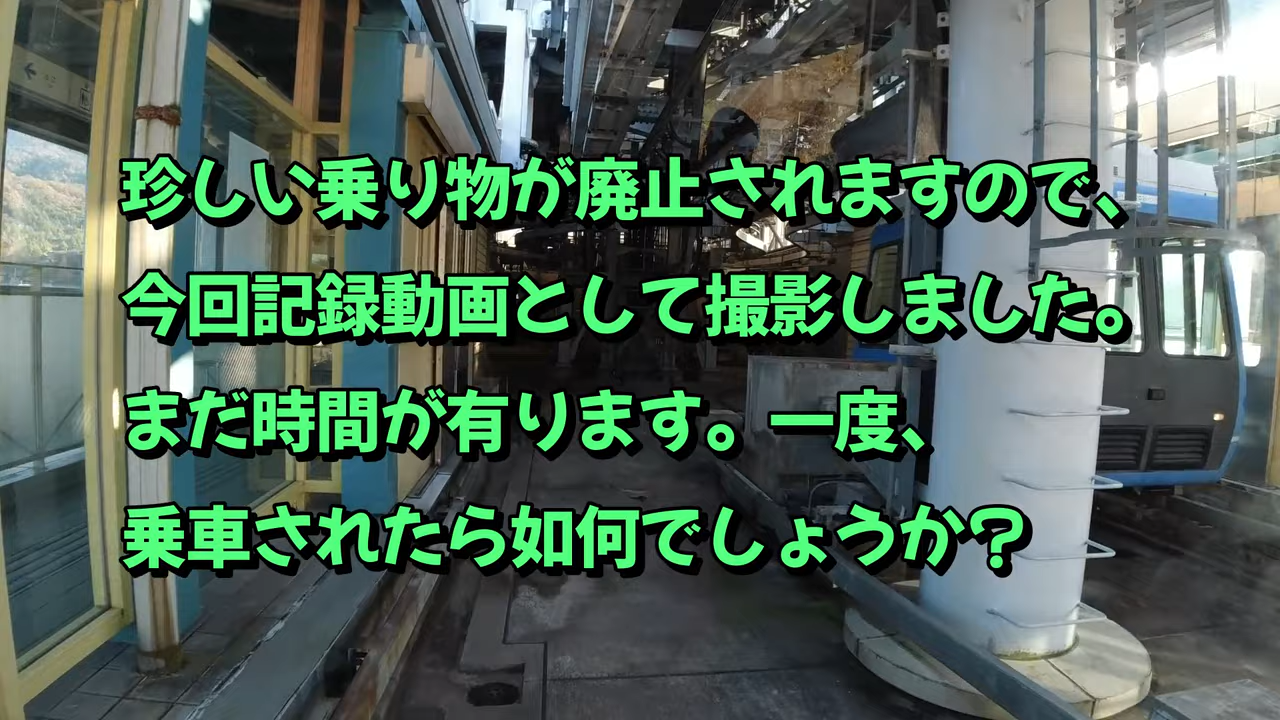 珍しい乗り物が廃止されますので、
今回記録動画として撮影しました。
まだ時間が有ります。一度、
乗車されたら如何でしょうか？